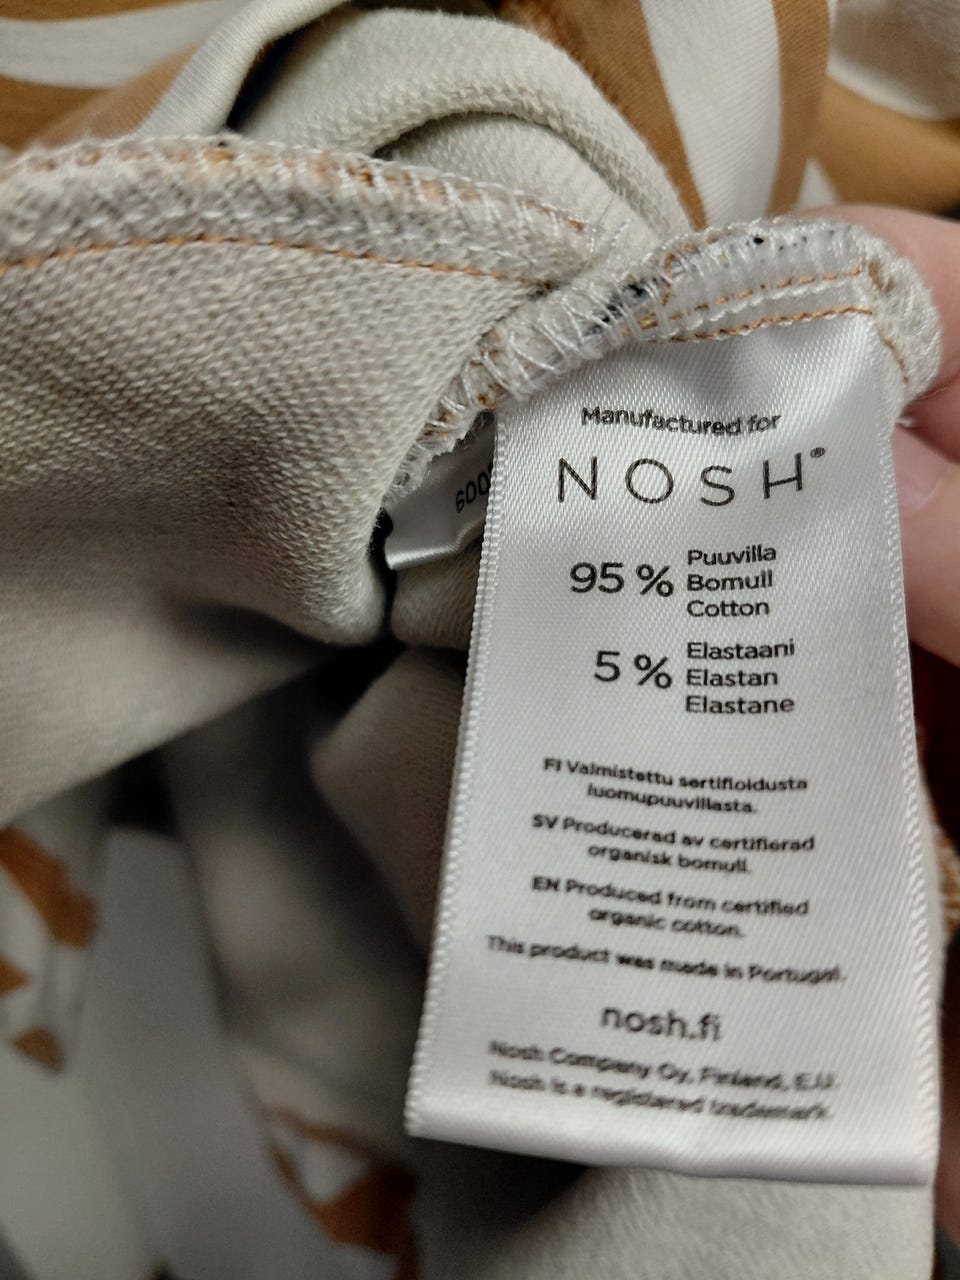 Manufactured for
NOSH®
95 % Puuvilla
Bomull
Cotton
5 % Elastaani
Elastan
Elastane
FI Valmistettu sertifioidusta
luomupuuvillasta.
SV Producerad av certifierad
organisk bomull.
EN Produced from certified
organic cotton.
This product was made in Portugal.
nosh.fi
Nosh Company Oy, Finland, E.U.
Nosh is a registered trademark.